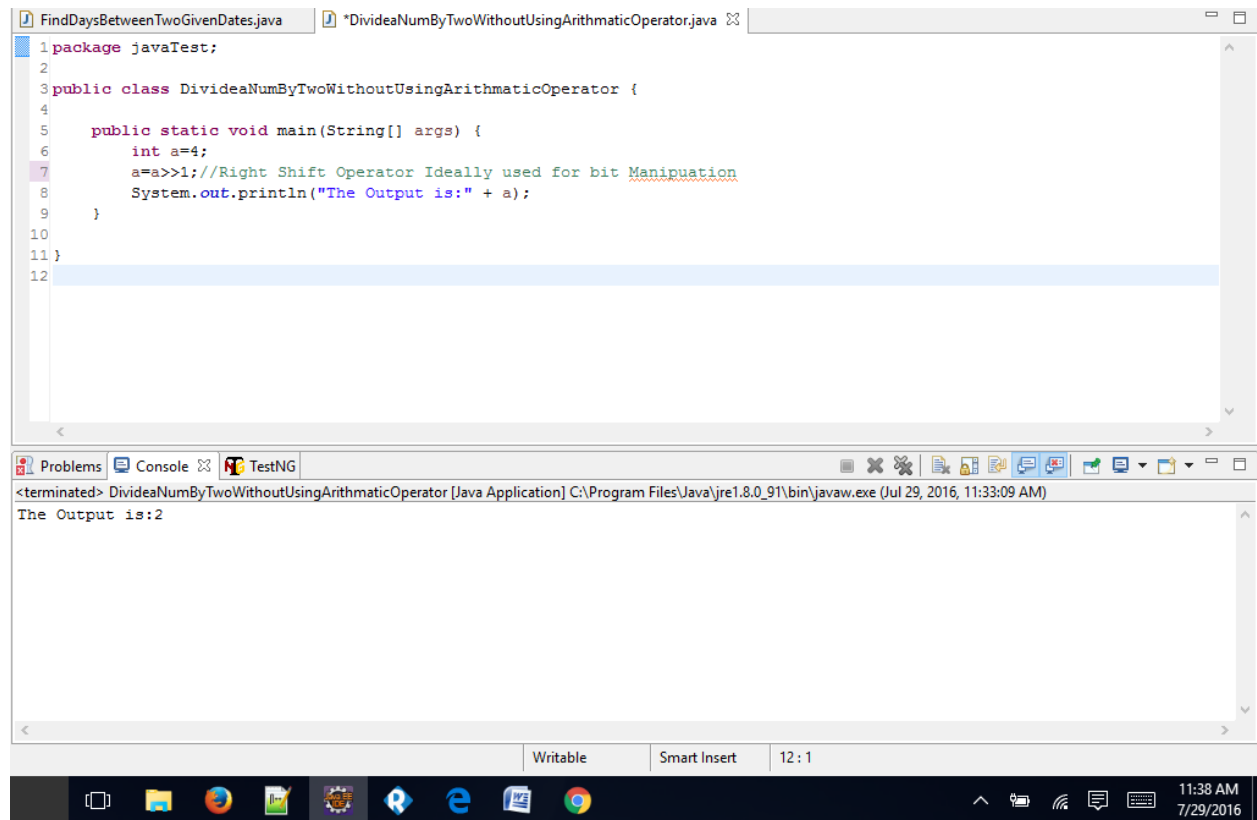 FindDaysBetweenTwoGivenDates.java *DivideaNumByTwoWithoutUsingArithmaticOperator.java
1 package javaTest;
2
3 public class DivideaNumByTwoWithoutUsingArithmaticOperator {
4
5 public static void main(String[] args) {
6 int a=4;
7 a=a>>1;//Right Shift Operator Ideally used for bit Manipuation
8 System.out.println("The Output is:" + a);
9 }
10
11 }
12
Problems Console TestNG
<terminated> DivideaNumByTwoWithoutUsingArithmaticOperator [Java Application] C:\Program Files\Java\jre1.8.0_91\bin\javaw.exe (Jul 29, 2016, 11:33:09 AM)
The Output is:2
Writable Smart Insert 12 : 1
11:38 AM
7/29/2016